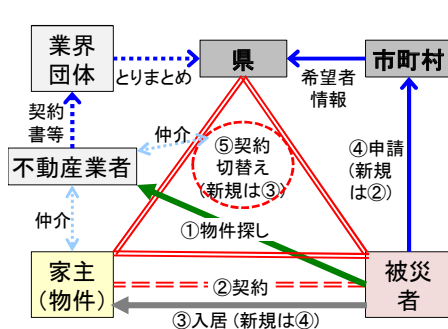 業界
団体
とりまとめ
県
希望者
情報
市町村
契約
書等
仲介
⑤契約
切替え
(新規は③)
④申請
(新規
は②)
不動産業者
①物件探し
仲介
家主
(物件)
②契約
被災
者
③入居 (新規は④)